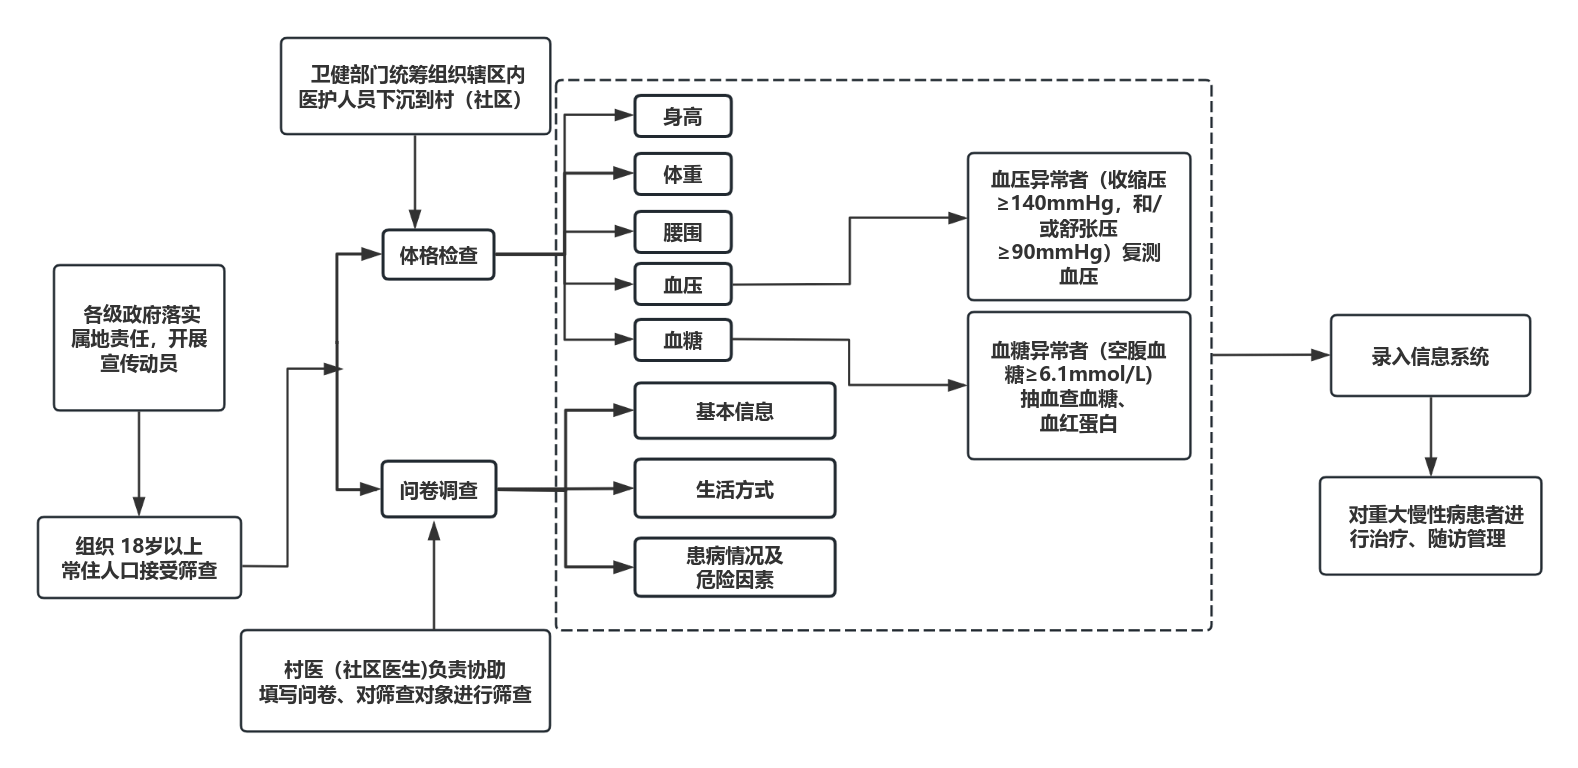 卫健部门统筹组织辖区内
医护人员下沉到村（社区）
各级政府落实
属地责任，开展
宣传动员
组织 18岁以上
常住人口接受筛查
体格检查
问卷调查
村医（社区医生)负责协助
填写问卷、对筛查对象进行筛查
身高
体重
腰围
血压
血糖
基本信息
生活方式
患病情况及
危险因素
血压异常者（收缩压
≥140mmHg，和/
或舒张压
≥90mmHg）复测
血压
血糖异常者（空腹血
糖≥6.1mmol/L)
抽血查血糖、
血红蛋白
录入信息系统
对重大慢性病患者进
行治疗、随访管理